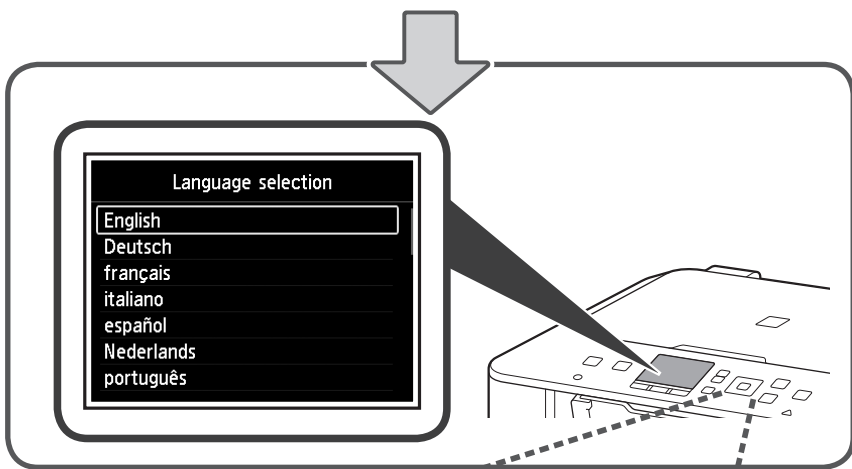 Language selection
English
Deutsch
français
italiano
español
Nederlands
português